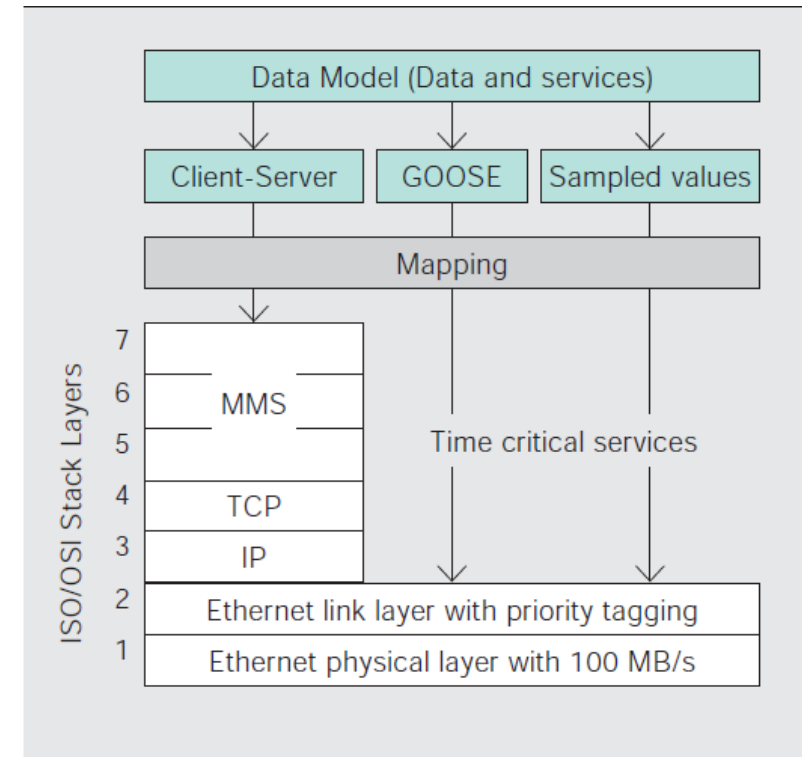 Data Model (Data and services)
Client-Server
GOOSE
Sampled values
Mapping
ISO/OSI Stack Layers
7
6
MMS
5
Time critical services
4
TCP
3
IP
2
Ethernet link layer with priority tagging
1
Ethernet physical layer with 100 MB/s